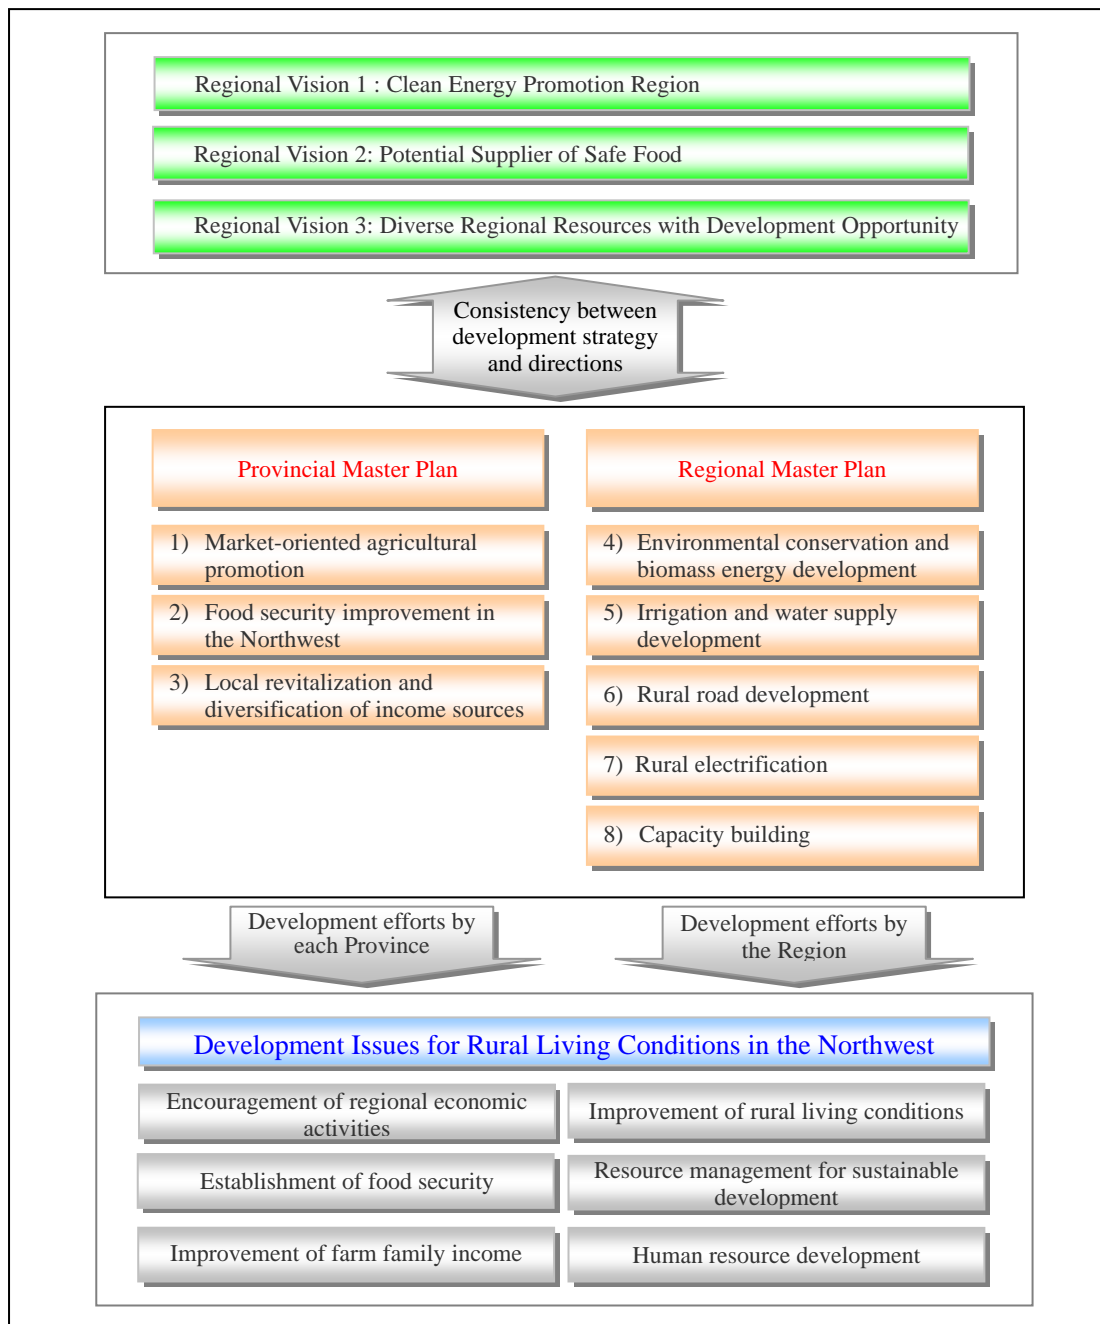 Regional Vision 1 : Clean Energy Promotion Region
Regional Vision 2: Potential Supplier of Safe Food
Regional Vision 3: Diverse Regional Resources with Development Opportunity
Consistency between
development strategy
and directions
Provincial Master Plan
1) Market-oriented agricultural
promotion
2) Food security improvement in
the Northwest
3) Local revitalization and
diversification of income sources
Regional Master Plan
4) Environmental conservation and
biomass energy development
5) Irrigation and water supply
development
6) Rural road development
7) Rural electrification
8) Capacity building
Development efforts by
each Province
Development efforts by
the Region
Development Issues for Rural Living Conditions in the Northwest
Encouragement of regional economic
activities
Establishment of food security
Improvement of farm family income
Improvement of rural living conditions
Resource management for sustainable
development
Human resource development